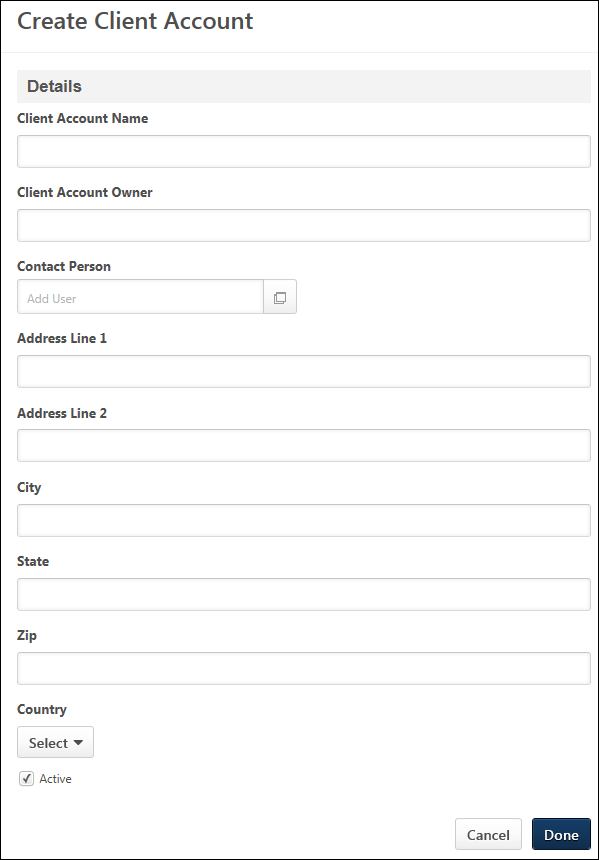 Create Client Account
Details
Client Account Name
Client Account Owner
Contact Person
Add User
Address Line 1
Address Line 2
City
State
Zip
Country
Select
Active
Cancel Done